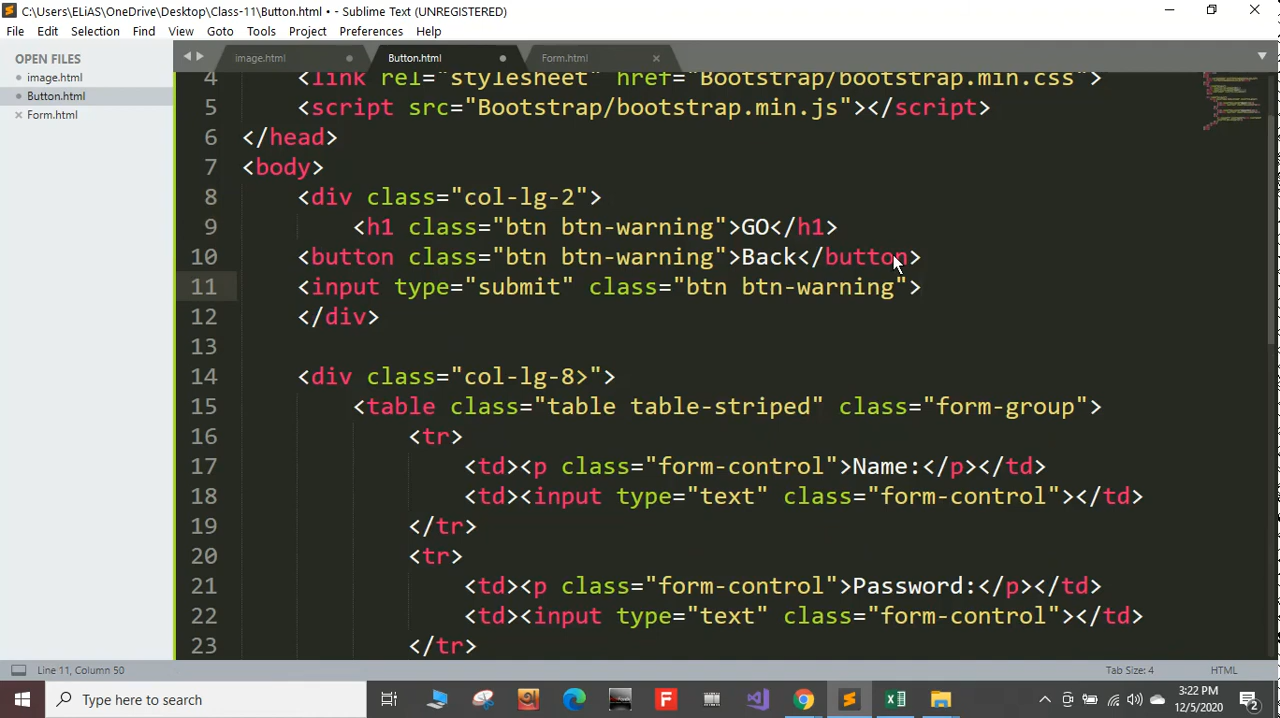 C:\Users\ELiAS\OneDrive\Desktop\Class-11\Button.html • - Sublime Text (UNREGISTERED)
File Edit Selection Find View Goto Tools Project Preferences Help
OPEN FILES
image.html
Button.html
Form.html
image.html Button.html Form.html
4 <link rel="stylesheet" href="Bootstrap/bootstrap.min.css">
5 <script src="Bootstrap/bootstrap.min.js"></script>
6 </head>
7 <body>
8 <div class="col-lg-2">
9 <h1 class="btn btn-warning">GO</h1>
10 <button class="btn btn-warning">Back</button>
11 <input type="submit" class="btn btn-warning">
12 </div>
13
14 <div class="col-lg-8>">
15 <table class="table table-striped" class="form-group">
16 <tr>
17 <td><p class="form-control">Name:</p></td>
18 <td><input type="text" class="form-control"></td>
19 </tr>
20 <tr>
21 <td><p class="form-control">Password:</p></td>
22 <td><input type="text" class="form-control"></td>
23 </tr>
Line 11, Column 50 Tab Size: 4 HTML
Type here to search
3:22 PM
12/5/2020
2